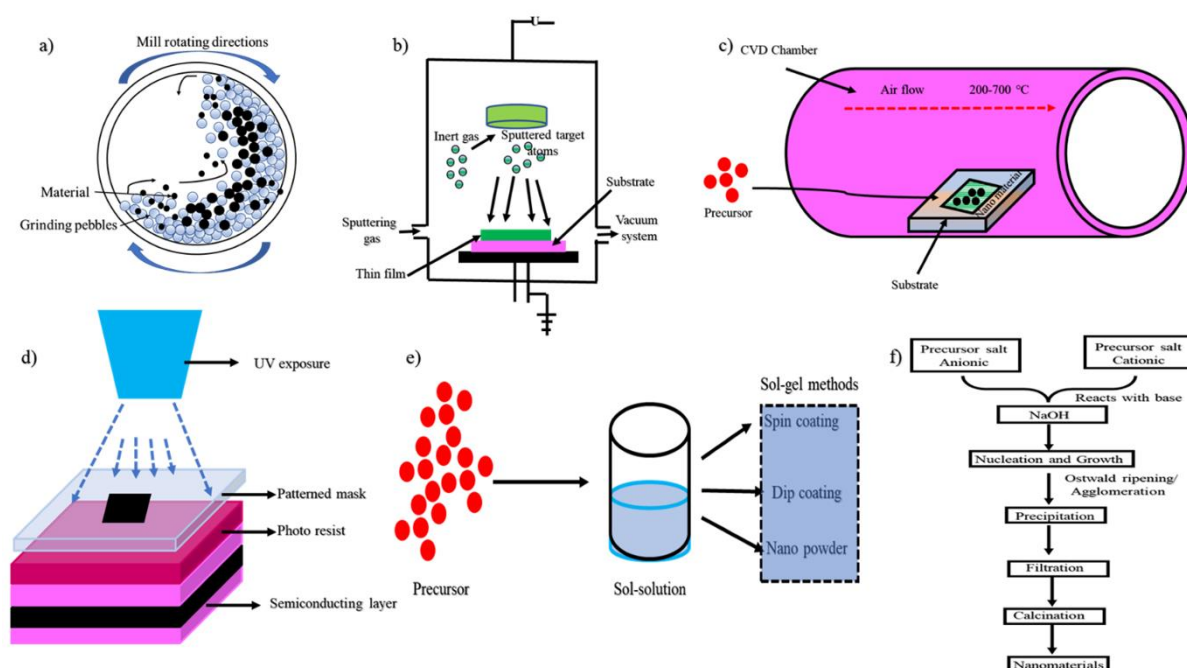 a)
Mill rotating directions
Material
Grinding pebbles
b)
U
Inert gas
Sputtered target
atoms
Substrate
Sputtering
gas
Vacuum
system
Thin film
c)
CVD Chamber
Air flow
200-700 °C
Precursor
Nano material
Substrate
d)
UV exposure
Patterned mask
Photo resist
Semiconducting layer
e)
Sol-gel methods
Spin coating
Dip coating
Nano powder
Precursor
Sol-solution
f)
Precursor salt
Anionic
Precursor salt
Cationic
Reacts with base
NaOH
Nucleation and Growth
Ostwald ripening/
Agglomeration
Precipitation
Filtration
Calcination
Nanomaterials